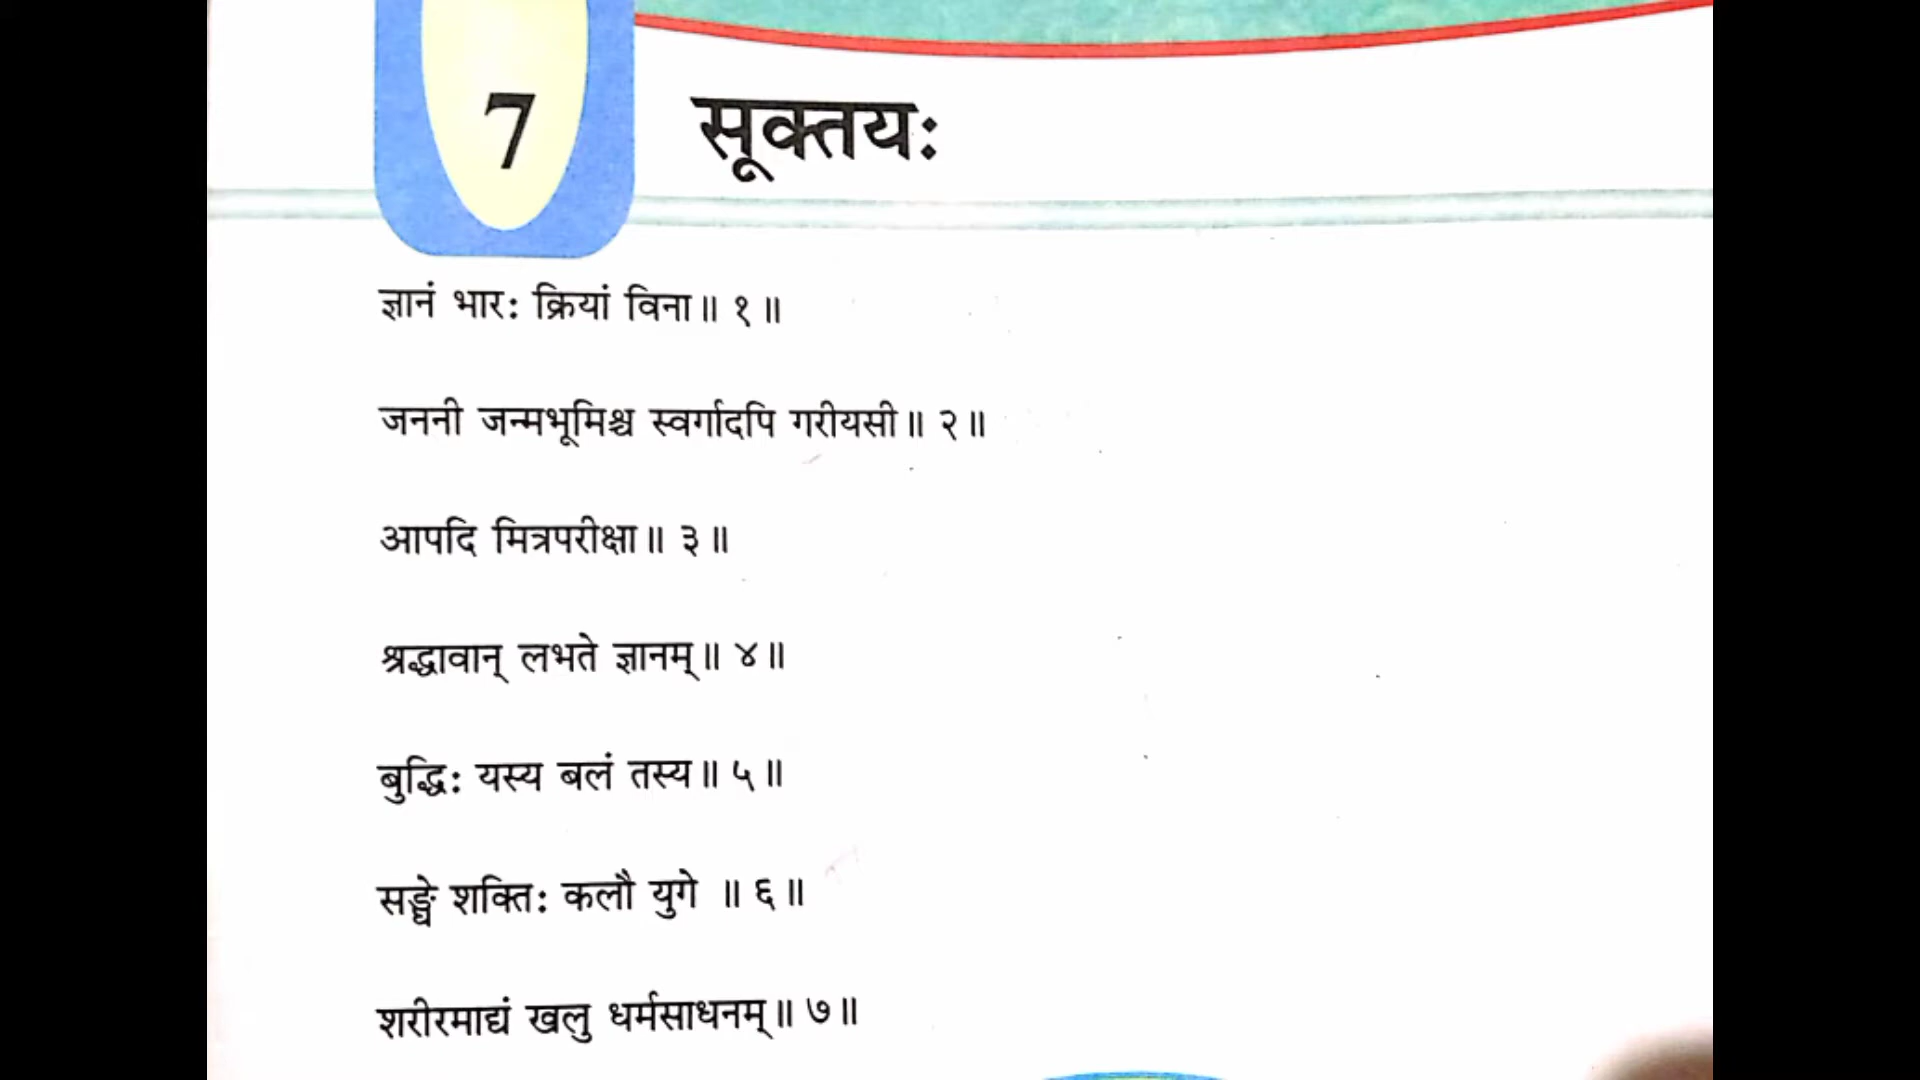 7
सूक्तयः
ज्ञानं भारः क्रियां विना॥ १॥
जननी जन्मभूमिश्च स्वर्गादपि गरीयसी॥ २॥
आपदि मित्रपरीक्षा॥ ३॥
श्रद्धावान् लभते ज्ञानम्॥ ४॥
बुद्धिः यस्य बलं तस्य॥ ५॥
सङ्घे शक्तिः कलौ युगे ॥ ६॥
शरीरमाद्यं खलु धर्मसाधनम्॥ ७॥